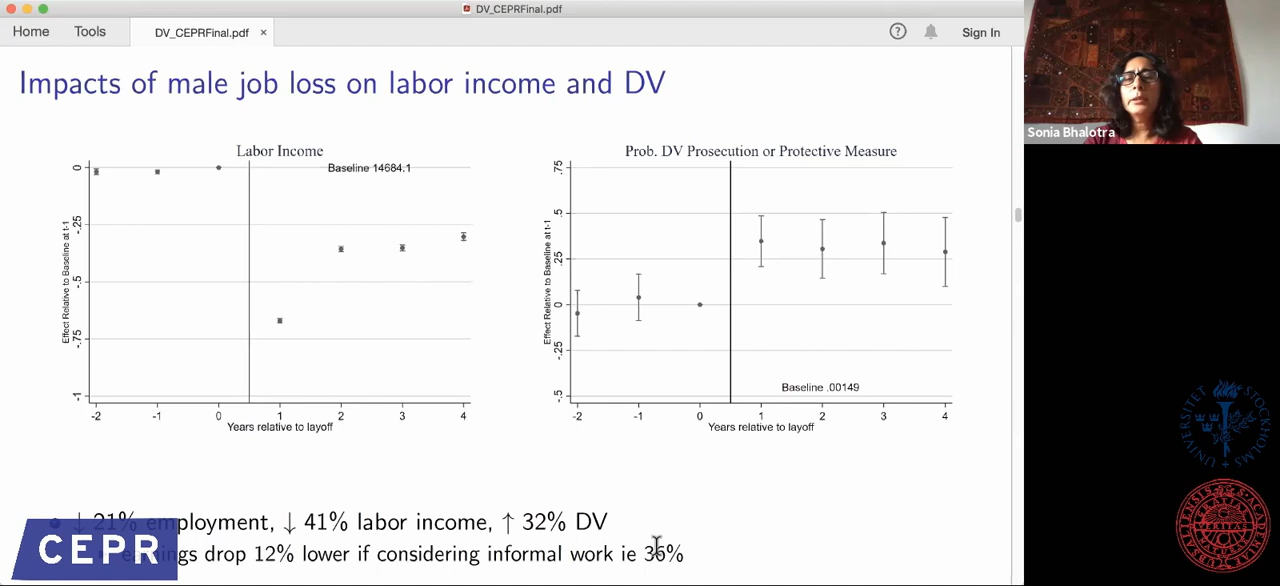 DV_CEPRFinal.pdf
Home Tools DV_CEPRFinal.pdf × ? Sign In
Impacts of male job loss on labor income and DV
Labor Income
Baseline 14684.1
Effect Relative to Baseline at t-1
0
-.25
-.5
-.75
-1
-2 -1 0 1 2 3 4
Years relative to layoff
Prob. DV Prosecution or Protective Measure
Effect Relative to Baseline at t-1
.75
.5
.25
0
-.25
-.5
Baseline .00149
-2 -1 0 1 2 3 4
Years relative to layoff
↓ 21% employment, ↓ 41% labor income, ↑ 32% DV
drop 12% lower if considering informal work ie 36%
CEPR
Sonia Bhalotra
UNIVERSITET STOCKHOLMS